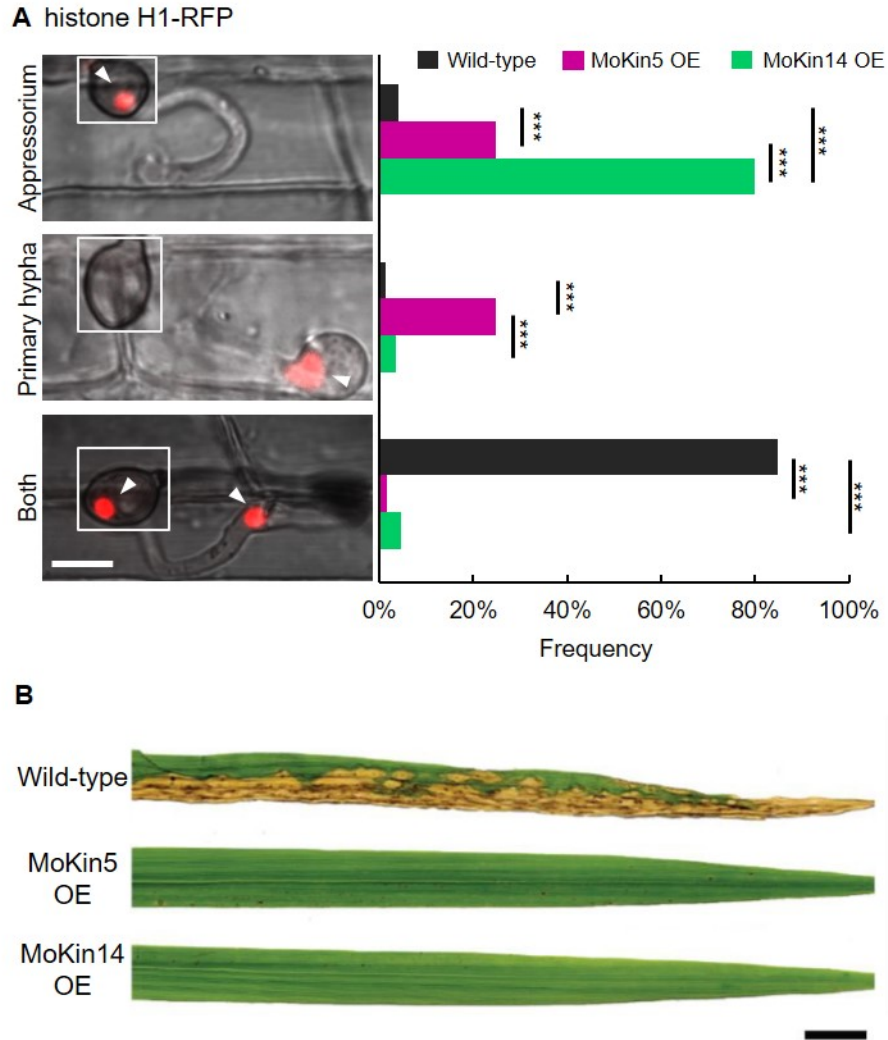 A histone H1-RFP
Wild-type MoKin5 OE MoKin14 OE
Appressorium
***
***
***
Primary hypha
***
***
Both
***
***
0% 20% 40% 60% 80% 100%
Frequency
B
Wild-type
MoKin5
OE
MoKin14
OE